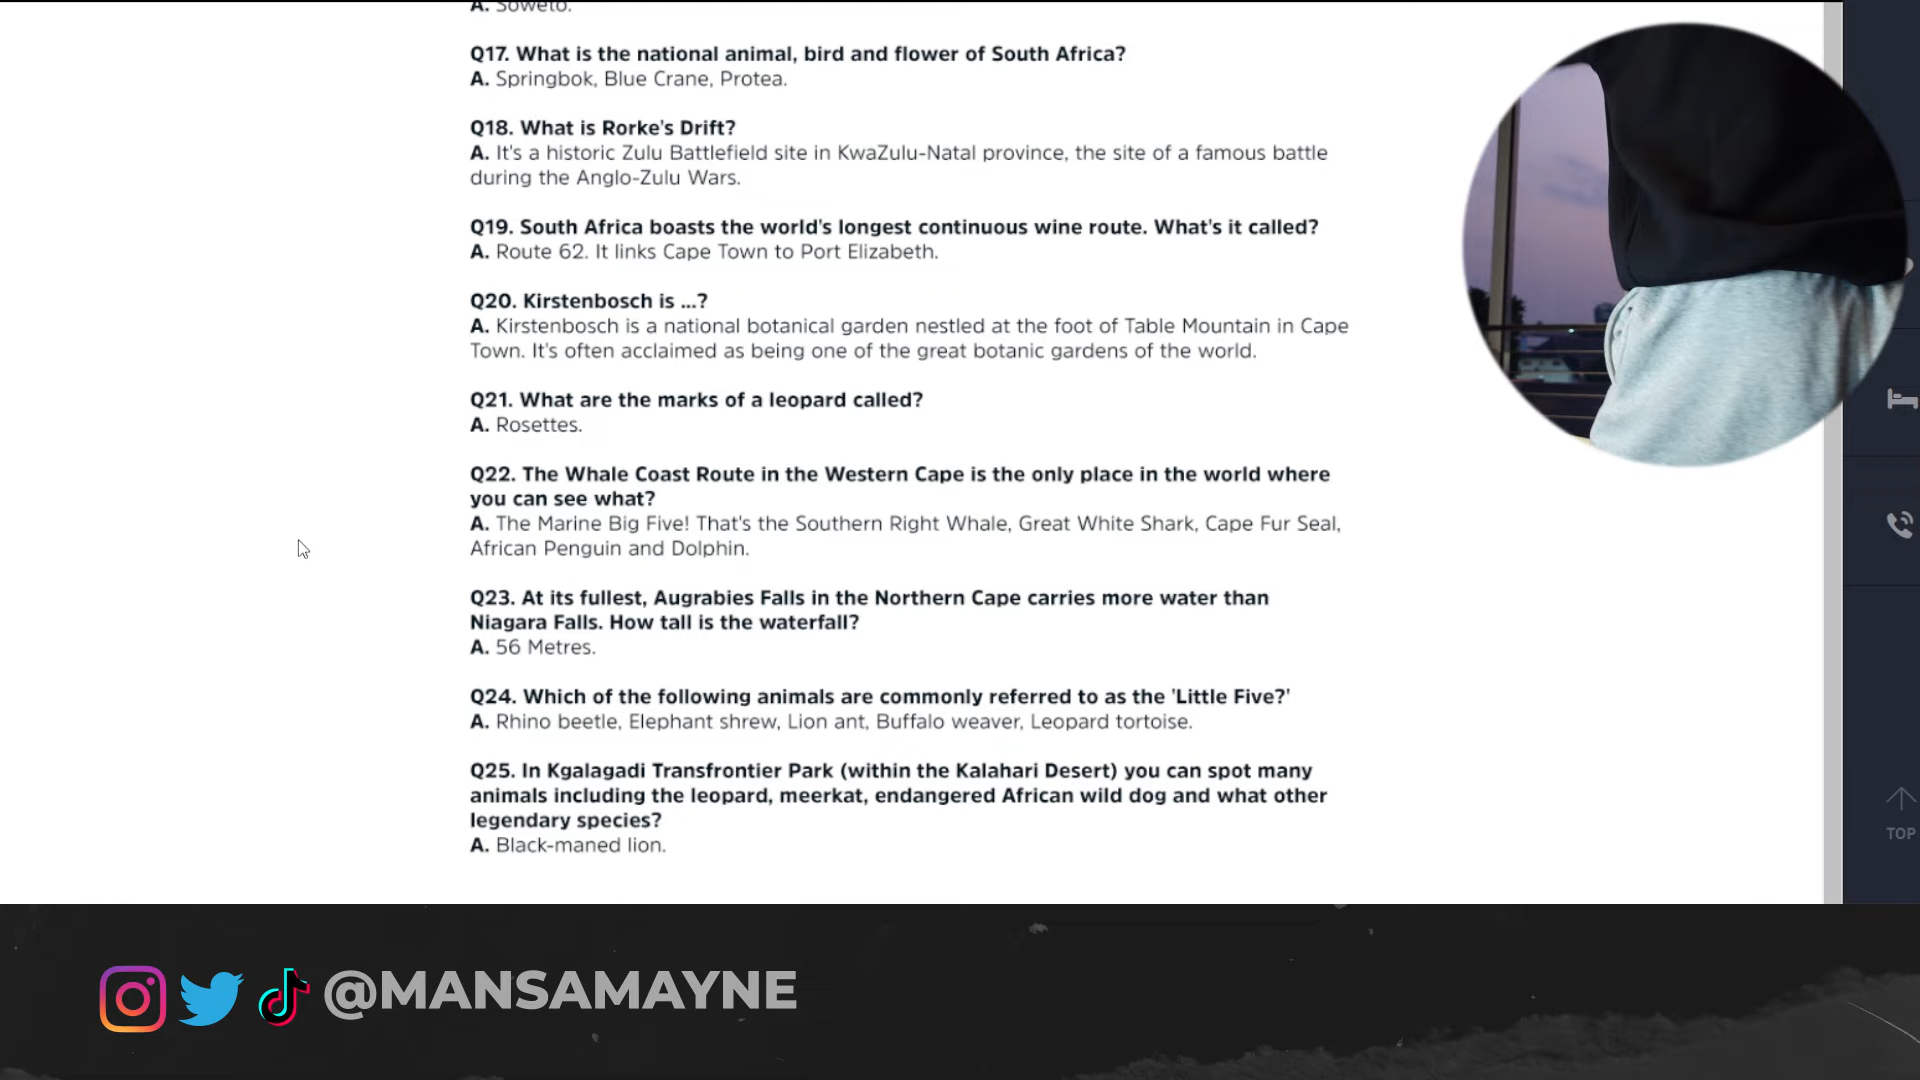 A. Soweto.
Q17. What is the national animal, bird and flower of South Africa?
A. Springbok, Blue Crane, Protea.
Q18. What is Rorke's Drift?
A. It's a historic Zulu Battlefield site in KwaZulu-Natal province, the site of a famous battle
during the Anglo-Zulu Wars.
Q19. South Africa boasts the world's longest continuous wine route. What's it called?
A. Route 62. It links Cape Town to Port Elizabeth.
Q20. Kirstenbosch is ...?
A. Kirstenbosch is a national botanical garden nestled at the foot of Table Mountain in Cape
Town. It's often acclaimed as being one of the great botanic gardens of the world.
Q21. What are the marks of a leopard called?
A. Rosettes.
Q22. The Whale Coast Route in the Western Cape is the only place in the world where
you can see what?
A. The Marine Big Five! That's the Southern Right Whale, Great White Shark, Cape Fur Seal,
African Penguin and Dolphin.
Q23. At its fullest, Augrabies Falls in the Northern Cape carries more water than
Niagara Falls. How tall is the waterfall?
A. 56 Metres.
Q24. Which of the following animals are commonly referred to as the 'Little Five?'
A. Rhino beetle, Elephant shrew, Lion ant, Buffalo weaver, Leopard tortoise.
Q25. In Kgalagadi Transfrontier Park (within the Kalahari Desert) you can spot many
animals including the leopard, meerkat, endangered African wild dog and what other
legendary species?
A. Black-maned lion.
TOP
@MANSAMAYNE